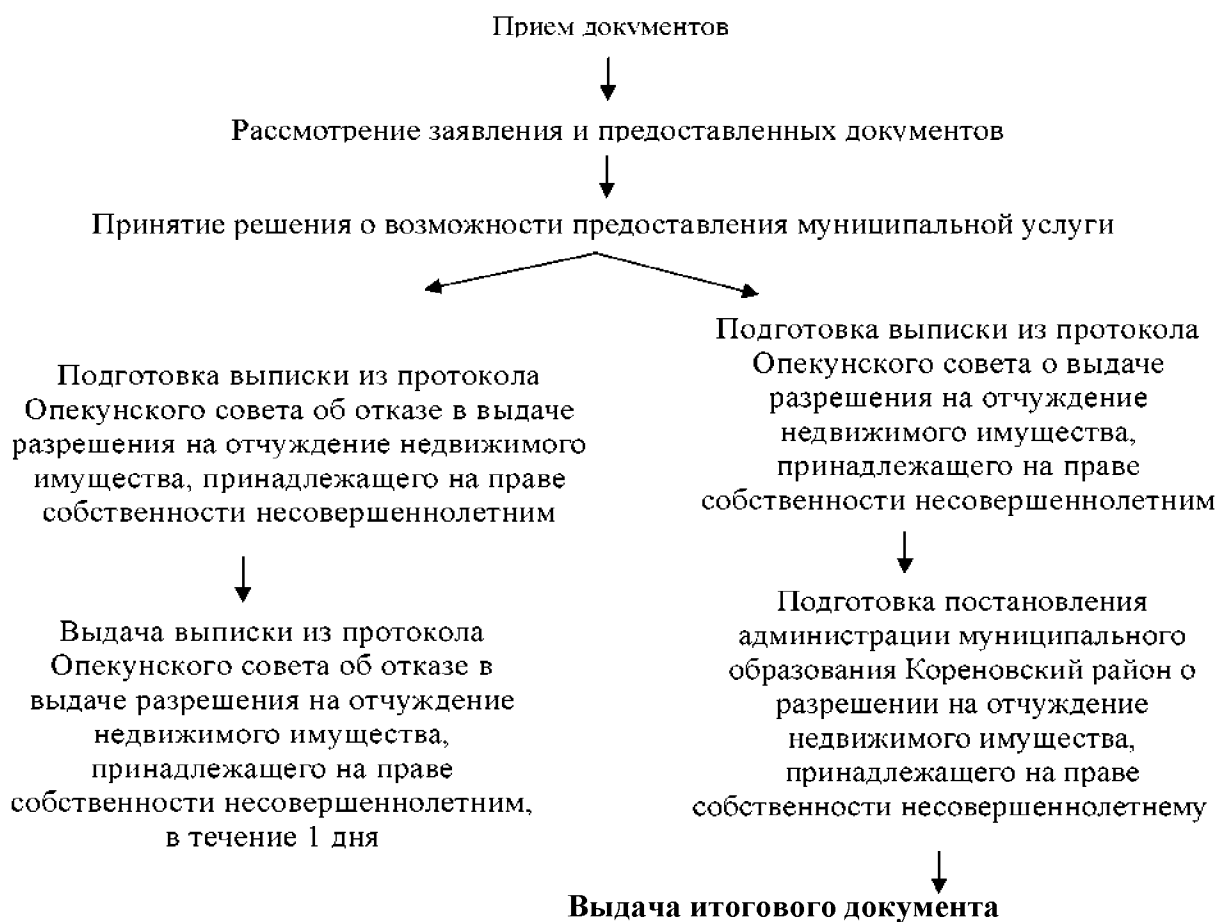 Прием документов
Рассмотрение заявления и предоставленных документов
Принятие решения о возможности предоставления муниципальной услуги
Подготовка выписки из протокола
Опекунского совета об отказе в выдаче
разрешения на отчуждение недвижимого
имущества, принадлежащего на праве
собственности несовершеннолетним
Выдача выписки из протокола
Опекунского совета об отказе в
выдаче разрешения на отчуждение
недвижимого имущества,
принадлежащего на праве
собственности несовершеннолетним,
в течение 1 дня
Подготовка выписки из протокола
Опекунского совета о выдаче
разрешения на отчуждение
недвижимого имущества,
принадлежащего на праве
собственности несовершеннолетним
Подготовка постановления
администрации муниципального
образования Кореновский район о
разрешении на отчуждение
недвижимого имущества,
принадлежащего на праве
собственности несовершеннолетнему
Выдача итогового документа